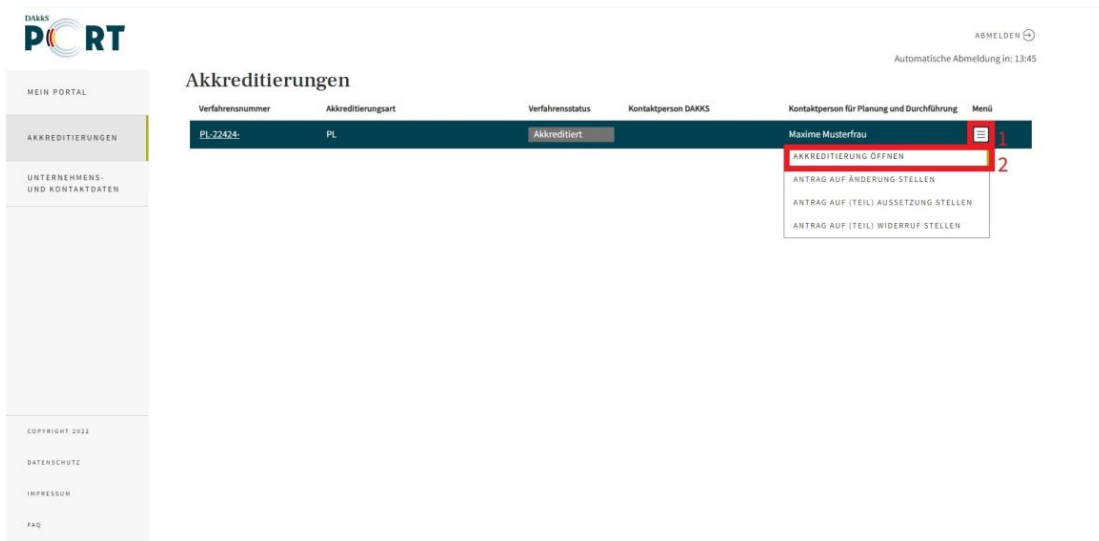 DAkkS
PORT
ABMELDEN
Automatische Abmeldung in: 13:45
MEIN PORTAL
AKKREDITIERUNGEN
UNTERNEHMENS-
UND KONTAKTDATEN
Akkreditierungen
Verfahrensnummer Akkreditierungsart Verfahrensstatus Kontaktperson DAKKS Kontaktperson für Planung und Durchführung Menü
PL-22424- PL Akkreditiert Maxime Musterfrau 1
AKKREDITIERUNG ÖFFNEN 2
ANTRAG AUF ÄNDERUNG STELLEN
ANTRAG AUF (TEIL) AUSSETZUNG STELLEN
ANTRAG AUF (TEIL) WIDERRUF STELLEN
COPYRIGHT 2022
DATENSCHUTZ
IMPRESSUM
FAQ